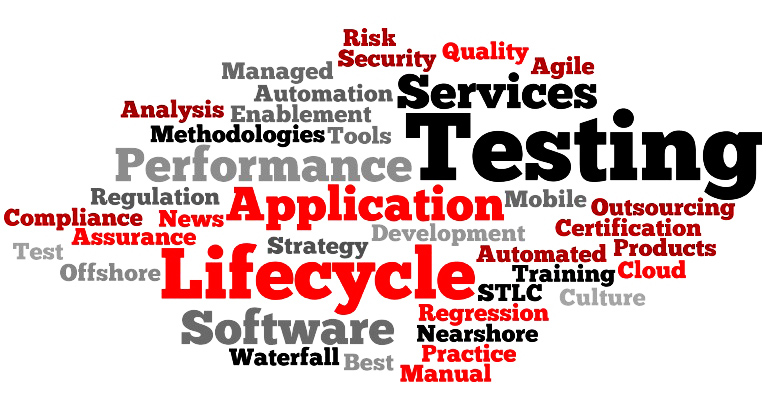 Risk
Security
Quality
Managed
Agile
Automation
Services
Analysis
Enablement
Methodologies
Tools
Testing
Performance
Regulation
Application
Mobile
Outsourcing
Compliance
News
Certification
Assurance
Development
Test
Strategy
Automated
Products
Offshore
Lifecycle
Training
Cloud
STLC
Culture
Regression
Software
Nearshore
Waterfall
Best
Practice
Manual